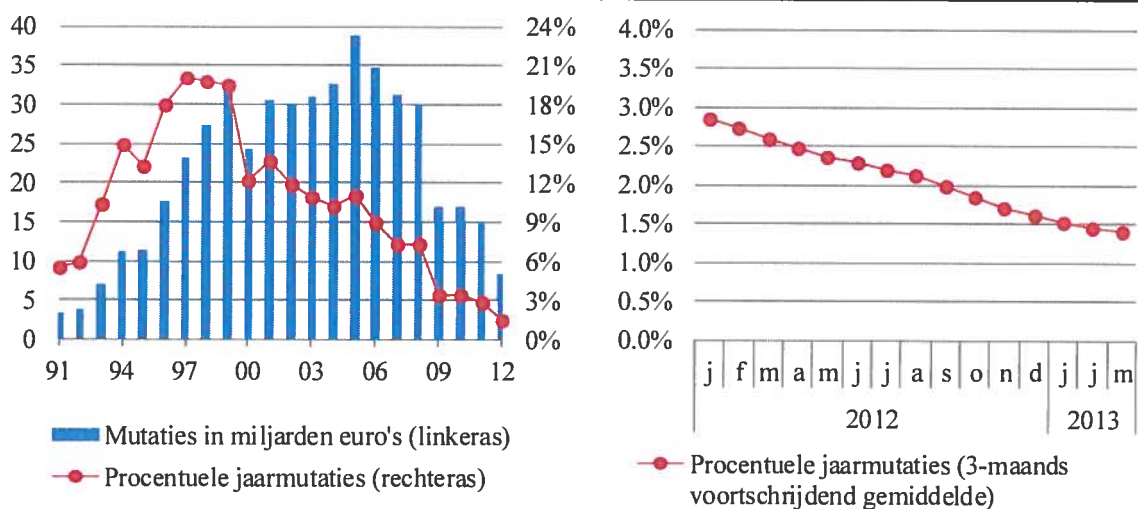 40 24% 4.0%
35 21% 3.5%
30 18% 3.0%
25 15% 2.5%
20 12% 2.0%
15 9% 1.5%
10 6% 1.0%
5 3% 0.5%
0 0% 0.0%
91 94 97 00 03 06 09 12
j f m a m j j a s o n d j j m
2012 2013
Mutaties in miljarden euro's (linkeras)
Procentuele jaarmutaties (rechteras)
Procentuele jaarmutaties (3-maands
voortschrijdend gemiddelde)